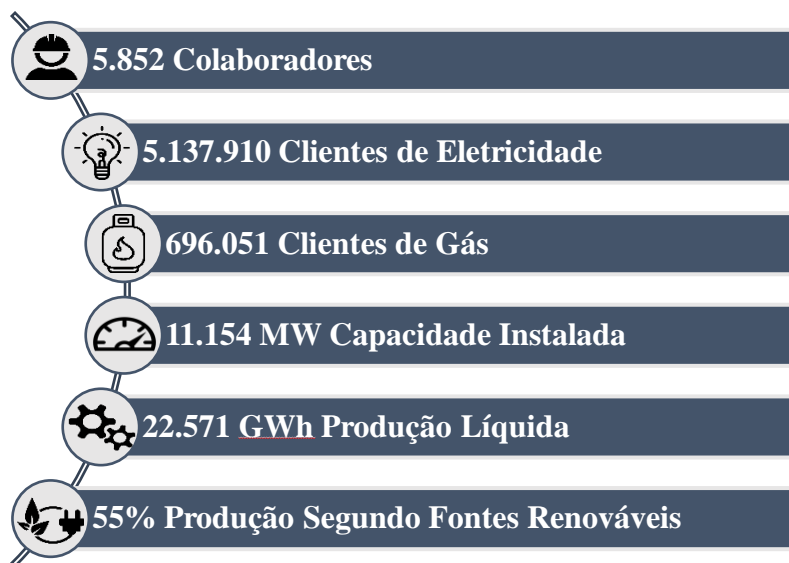 5.852 Colaboradores
5.137.910 Clientes de Eletricidade
696.051 Clientes de Gás
11.154 MW Capacidade Instalada
22.571 GWh Produção Líquida
55% Produção Segundo Fontes Renováveis